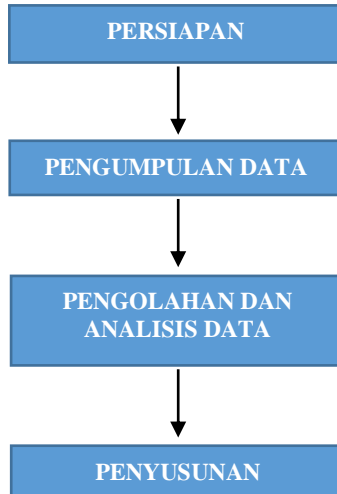 PERSIAPAN
PENGUMPULAN DATA
PENGOLAHAN DAN
ANALISIS DATA
PENYUSUNAN